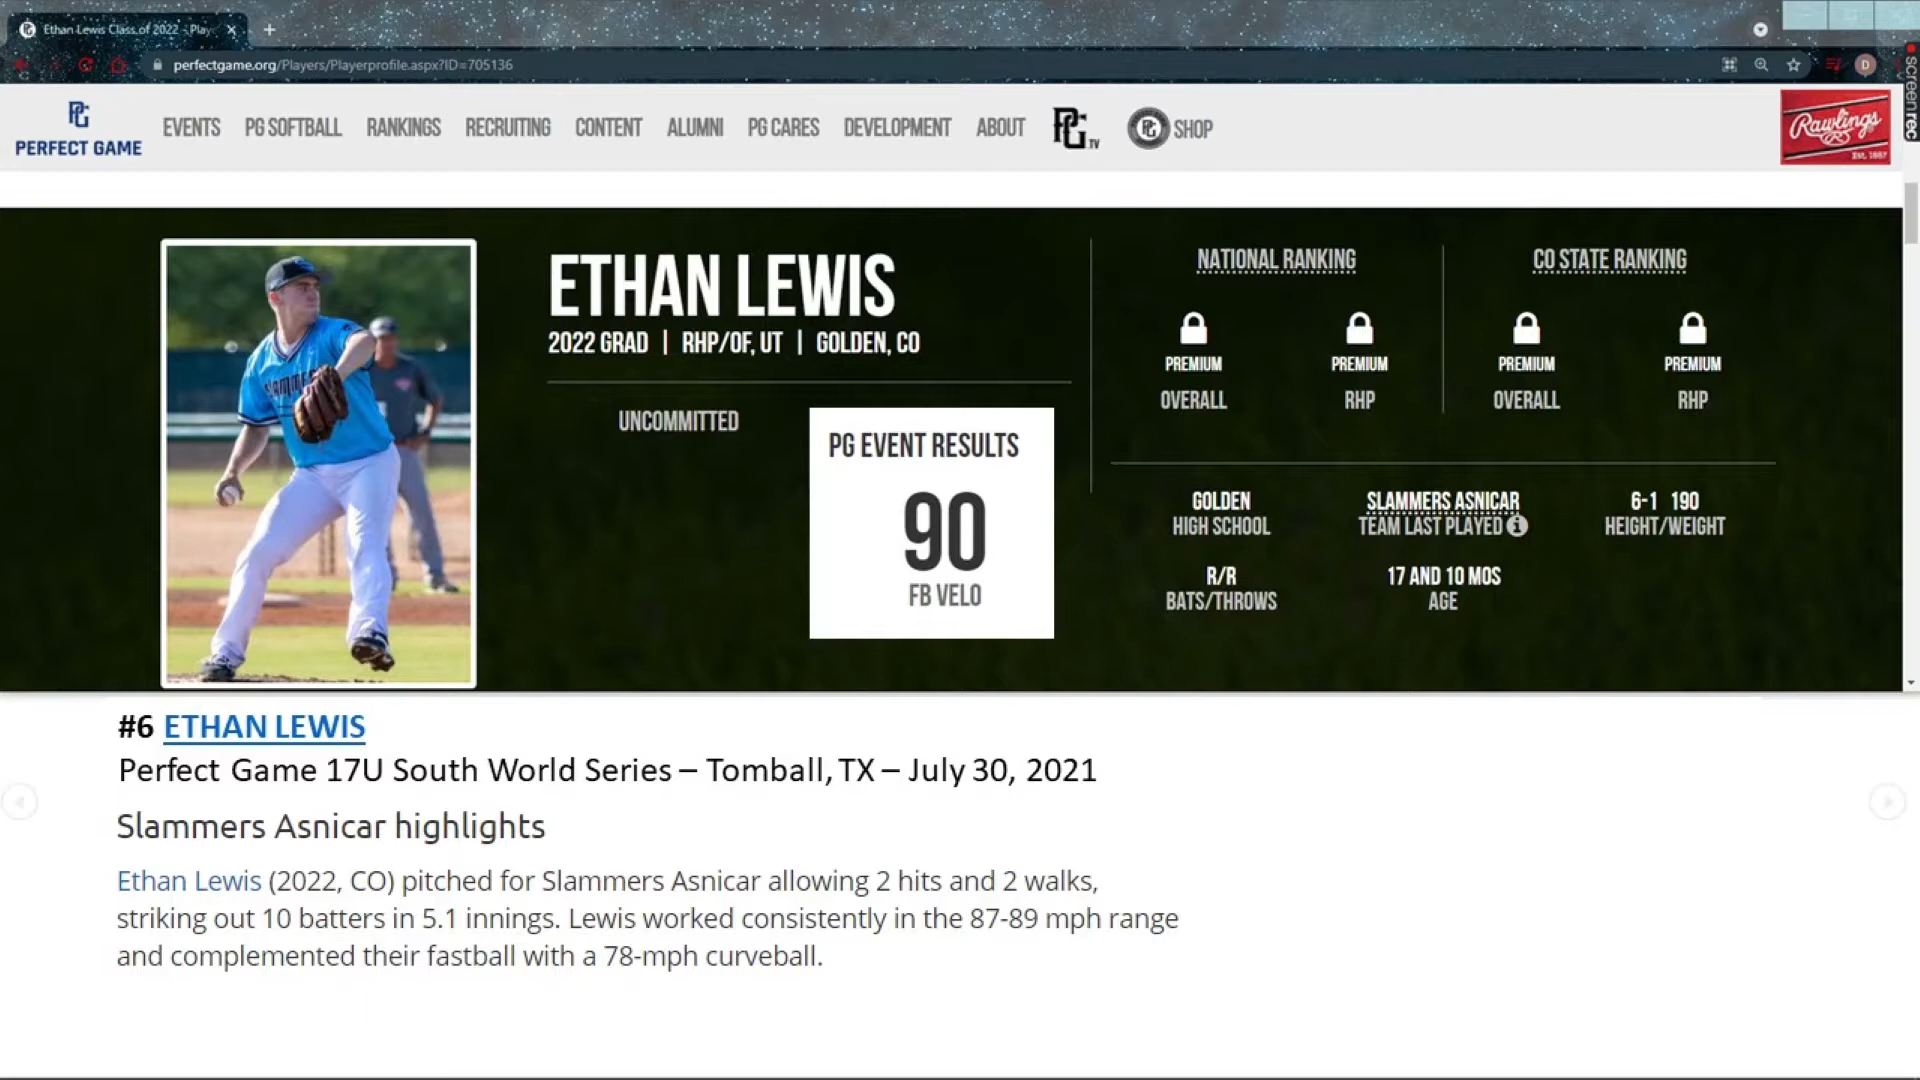 Ethan Lewis Class of 2022 - Play
perfectgame.org/Players/Playerprofile.aspx?ID=705136
D
screenrec
PG
PERFECT GAME
EVENTS PG SOFTBALL RANKINGS RECRUITING CONTENT ALUMNI PG CARES DEVELOPMENT ABOUT PG TV PG SHOP
Rawlings
EST. 1887
ETHAN LEWIS
2022 GRAD | RHP/OF, UT | GOLDEN, CO
UNCOMMITTED
PG EVENT RESULTS
90
FB VELO
NATIONAL RANKING
PREMIUM PREMIUM
OVERALL RHP
CO STATE RANKING
PREMIUM PREMIUM
OVERALL RHP
GOLDEN
HIGH SCHOOL
SLAMMERS ASNICAR
TEAM LAST PLAYED
6-1 190
HEIGHT/WEIGHT
R/R
BATS/THROWS
17 AND 10 MOS
AGE
#6 ETHAN LEWIS
Perfect Game 17U South World Series – Tomball, TX – July 30, 2021
Slammers Asnicar highlights
Ethan Lewis (2022, CO) pitched for Slammers Asnicar allowing 2 hits and 2 walks,
striking out 10 batters in 5.1 innings. Lewis worked consistently in the 87-89 mph range
and complemented their fastball with a 78-mph curveball.